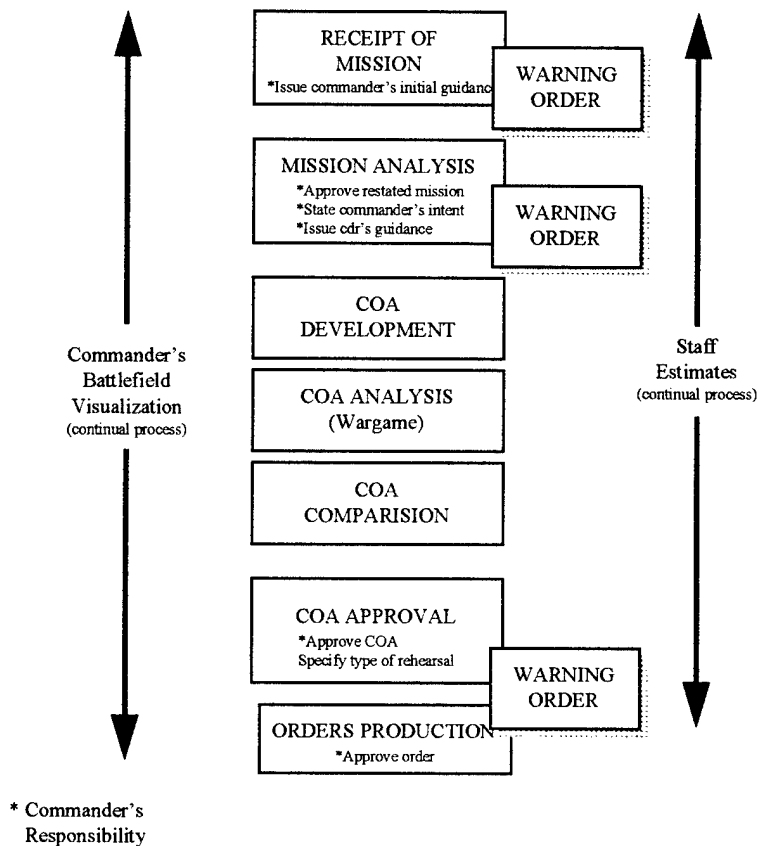 RECEIPT OF
MISSION
*Issue commander's initial guidance
WARNING
ORDER
MISSION ANALYSIS
*Approve restated mission
*State commander's intent
*Issue cdr's guidance
WARNING
ORDER
COA
DEVELOPMENT
Commander's
Battlefield
Visualization
(continual process)
Staff
Estimates
(continual process)
COA ANALYSIS
(Wargame)
COA
COMPARISION
COA APPROVAL
*Approve COA
Specify type of rehearsal
WARNING
ORDER
ORDERS PRODUCTION
*Approve order
* Commander's
Responsibility